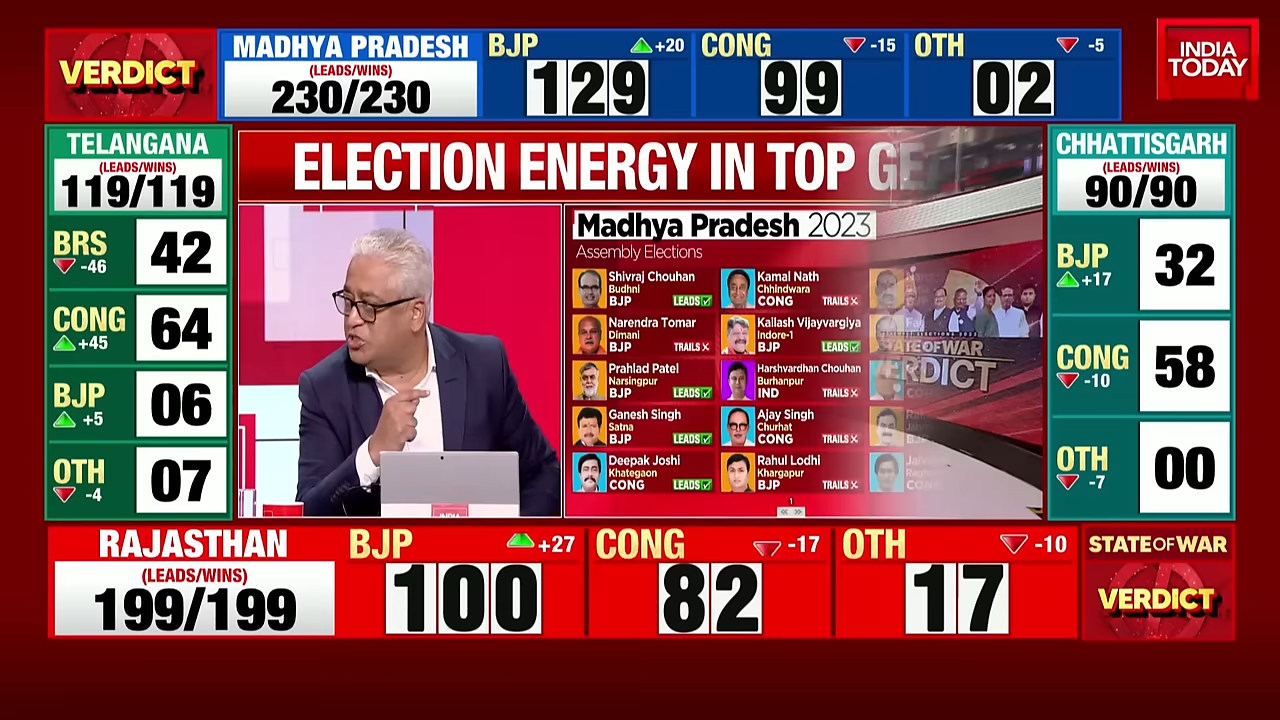 VERDICT
MADHYA PRADESH
(LEADS/WINS)
230/230
BJP +20
129
CONG -15
99
OTH -5
02
INDIA
TODAY
TELANGANA
(LEADS/WINS)
119/119
BRS
-46
42
CONG
+45
64
BJP
+5
06
OTH
-4
07
ELECTION ENERGY IN TOP GE
Madhya Pradesh 2023
Assembly Elections
Shivraj Chouhan
Budhni
BJP LEADS
Kamal Nath
Chhindwara
CONG TRAILS
Narendra Tomar
Dimani
BJP TRAILS
Kallash Vijayvargiya
Indore-1
BJP LEADS
Prahlad Patel
Narsingpur
BJP LEADS
Harshvardhan Chouhan
Burhanpur
IND TRAILS
Ganesh Singh
Satna
BJP LEADS
Ajay Singh
Churhat
CONG TRAILS
Deepak Joshi
Khategaon
CONG LEADS
Rahul Lodhi
Khargapur
BJP TRAILS
1
STATE OF WAR
VERDICT
INDIA
CHHATTISGARH
(LEADS/WINS)
90/90
BJP
+17
32
CONG
-10
58
OTH
-7
00
RAJASTHAN
(LEADS/WINS)
199/199
BJP +27
100
CONG -17
82
OTH -10
17
STATE OF WAR
VERDICT